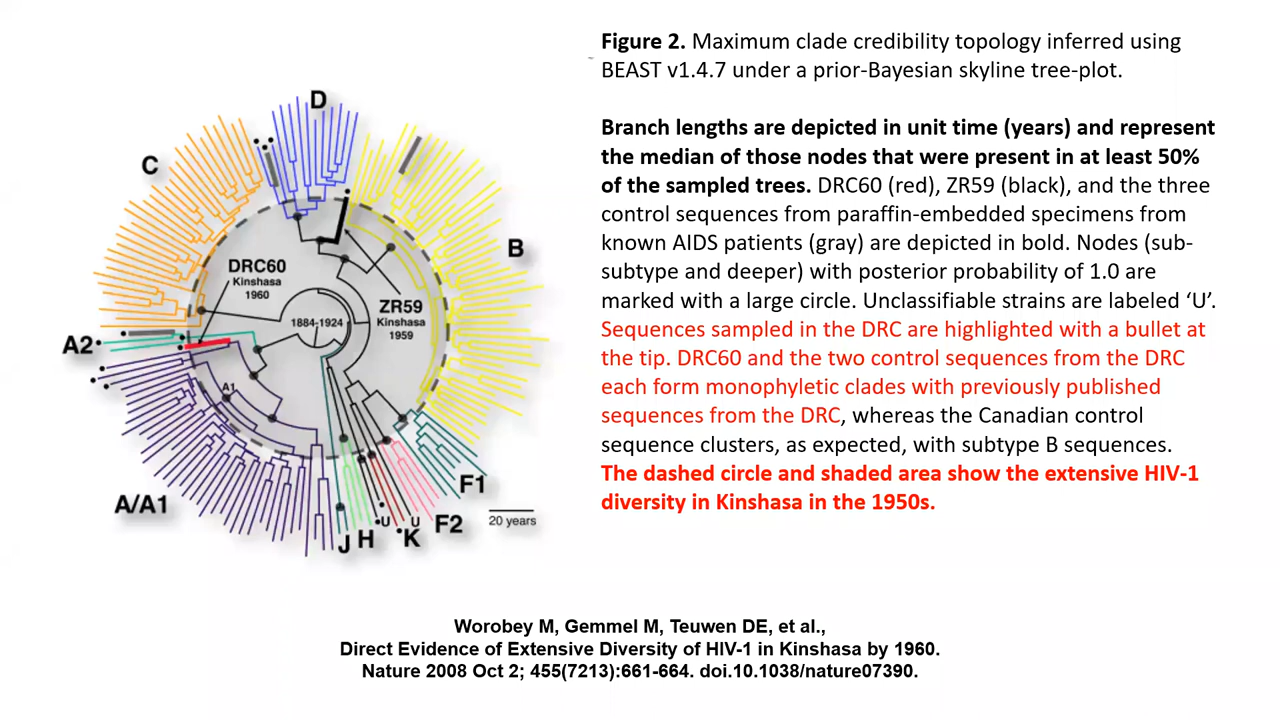 Figure 2. Maximum clade credibility topology inferred using
BEAST v1.4.7 under a prior-Bayesian skyline tree-plot.
Branch lengths are depicted in unit time (years) and represent
the median of those nodes that were present in at least 50%
of the sampled trees. DRC60 (red), ZR59 (black), and the three
control sequences from paraffin-embedded specimens from
known AIDS patients (gray) are depicted in bold. Nodes (sub-
subtype and deeper) with posterior probability of 1.0 are
marked with a large circle. Unclassifiable strains are labeled ‘U’.
Sequences sampled in the DRC are highlighted with a bullet at
the tip. DRC60 and the two control sequences from the DRC
each form monophyletic clades with previously published
sequences from the DRC, whereas the Canadian control
sequence clusters, as expected, with subtype B sequences.
The dashed circle and shaded area show the extensive HIV-1
diversity in Kinshasa in the 1950s.
D
C
B
DRC60
Kinshasa
1960
ZR59
Kinshasa
1959
1884-1924
A2
A1
A/A1
F1
F2
20 years
U
U
J
H
K
Worobey M, Gemmel M, Teuwen DE, et al.,
Direct Evidence of Extensive Diversity of HIV-1 in Kinshasa by 1960.
Nature 2008 Oct 2; 455(7213):661-664. doi.10.1038/nature07390.